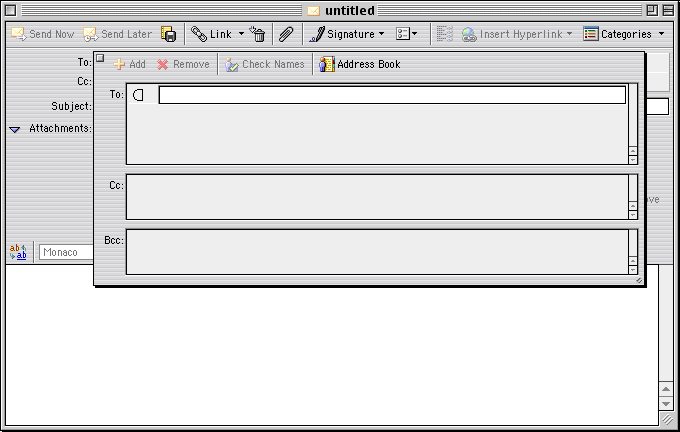 untitled
Send Now Send Later Link Signature Insert Hyperlink Categories
Add Remove Check Names Address Book
To:
Cc:
Subject:
Attachments:
To:
Cc:
Bcc:
Monaco